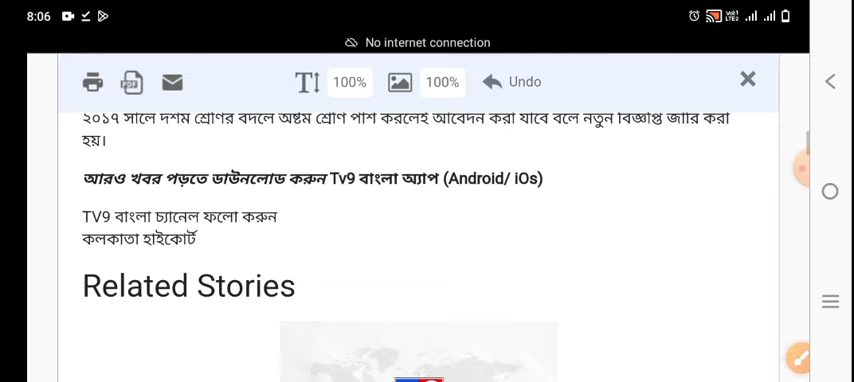 8:06
No internet connection
100% 100% Undo
২০১৭ সালে দশম শ্রেণির বদলে অষ্টম শ্রেণি পাশ করলেই আবেদন করা যাবে বলে নতুন বিজ্ঞপ্তি জারি করা
হয়।
আরও খবর পড়তে ডাউনলোড করুন Tv9 বাংলা অ্যাপ (Android/ iOs)
TV9 বাংলা চ্যানেল ফলো করুন
কলকাতা হাইকোর্ট
Related Stories